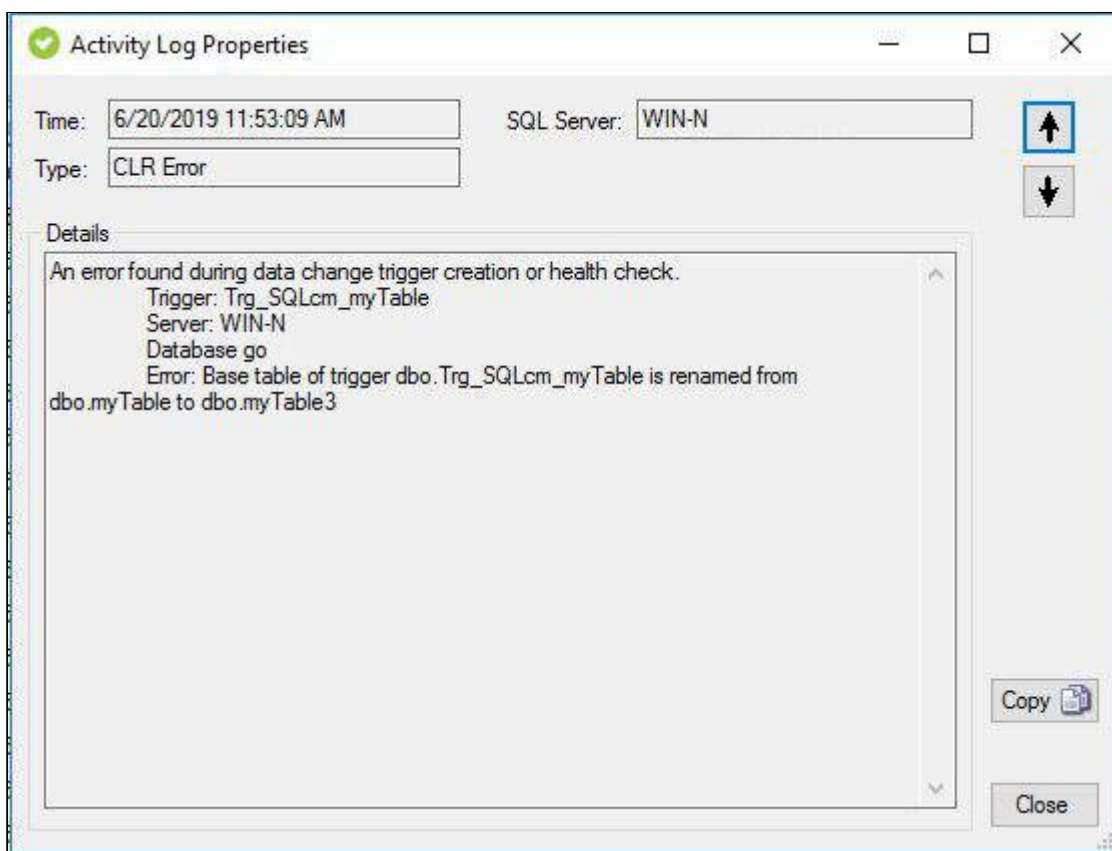 Activity Log Properties
Time: 6/20/2019 11:53:09 AM SQL Server: WIN-N
Type: CLR Error
Details
An error found during data change trigger creation or health check.
Trigger: Trg_SQLcm_myTable
Server: WIN-N
Database go
Error: Base table of trigger dbo.Trg_SQLcm_myTable is renamed from
dbo.myTable to dbo.myTable3
Copy
Close